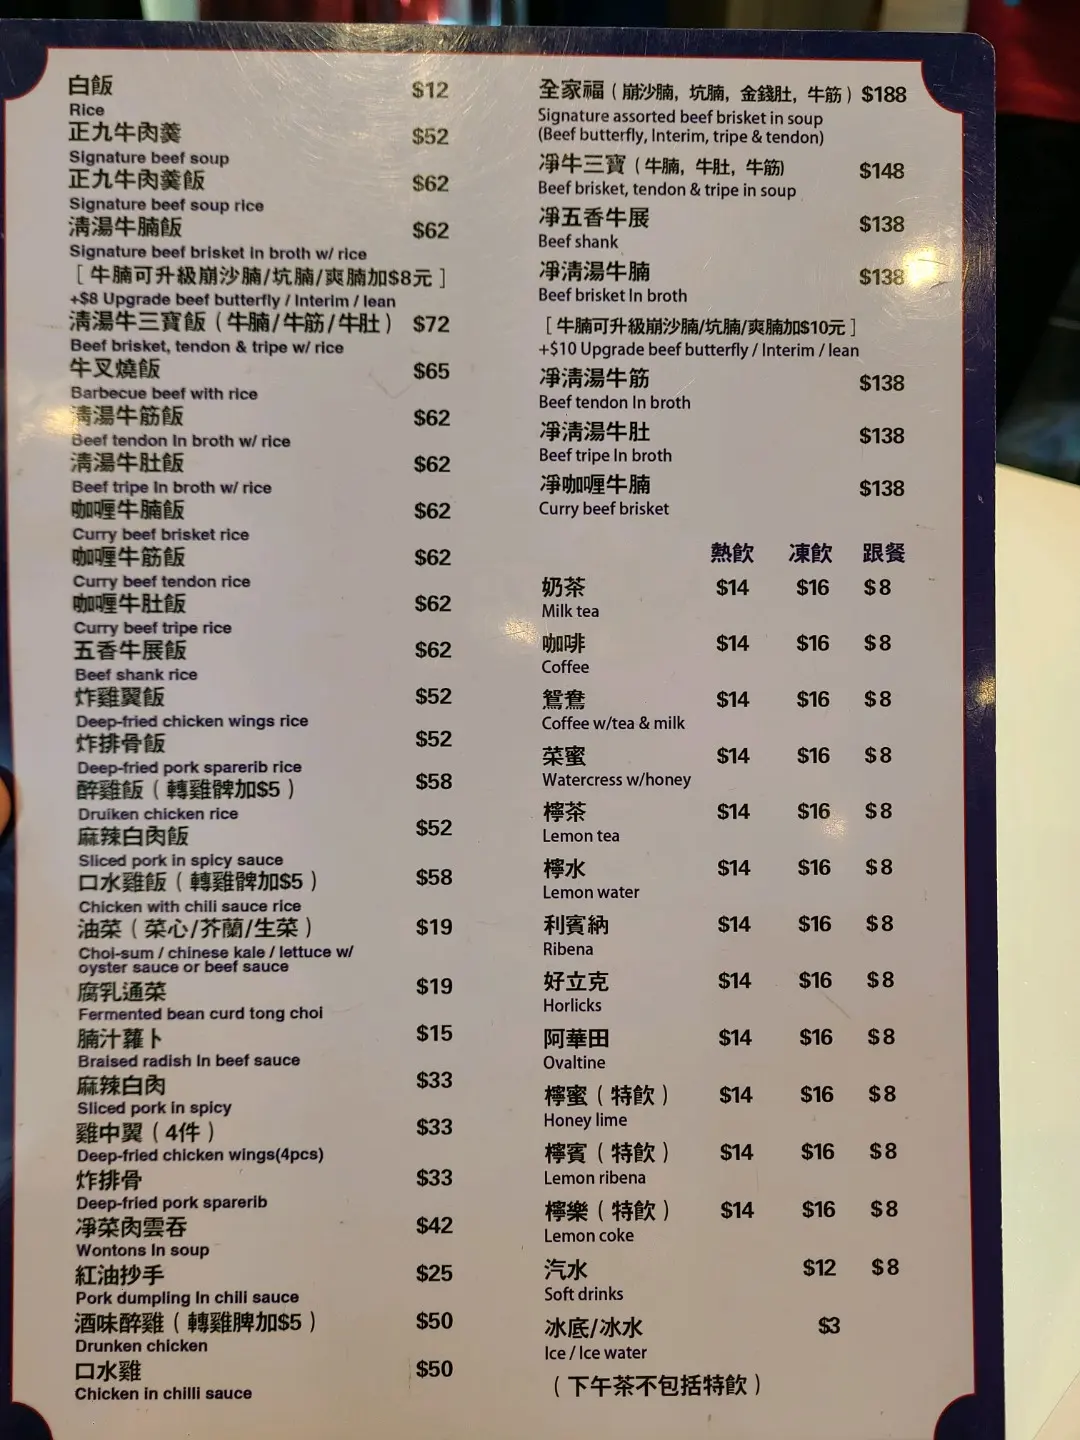 白飯 $12
Rice
正九牛肉羹 $52
Signature beef soup
正九牛肉羹飯 $62
Signature beef soup rice
淸湯牛腩飯 $62
Signature beef brisket In broth w/ rice
[ 牛腩可升級崩沙腩/坑腩/爽腩加$8元 ]
+$8 Upgrade beef butterfly / Interim / lean
淸湯牛三寶飯 ( 牛腩/牛筋/牛肚 ) $72
Beef brisket, tendon & tripe w/ rice
牛叉燒飯 $65
Barbecue beef with rice
淸湯牛筋飯 $62
Beef tendon In broth w/ rice
淸湯牛肚飯 $62
Beef tripe In broth w/ rice
咖喱牛腩飯 $62
Curry beef brisket rice
咖喱牛筋飯 $62
Curry beef tendon rice
咖喱牛肚飯 $62
Curry beef tripe rice
五香牛展飯 $62
Beef shank rice
炸雞翼飯 $52
Deep-fried chicken wings rice
炸排骨飯 $52
Deep-fried pork sparerib rice
醉雞飯 ( 轉雞髀加$5 ) $58
Druiken chicken rice
麻辣白肉飯 $52
Sliced pork in spicy sauce
口水雞飯 ( 轉雞髀加$5 ) $58
Chicken with chili sauce rice
油菜 ( 菜心/芥蘭/生菜 ) $19
Choi-sum / chinese kale / lettuce w/
oyster sauce or beef sauce
腐乳通菜 $19
Fermented bean curd tong choi
腩汁蘿卜 $15
Braised radish In beef sauce
麻辣白肉 $33
Sliced pork in spicy
雞中翼 ( 4件 ) $33
Deep-fried chicken wings(4pcs)
炸排骨 $33
Deep-fried pork sparerib
凈菜肉雲吞 $42
Wontons In soup
紅油抄手 $25
Pork dumpling In chili sauce
酒味醉雞 ( 轉雞脾加$5 ) $50
Drunken chicken
口水雞 $50
Chicken in chilli sauce
全家福 ( 崩沙腩, 坑腩, 金錢肚, 牛筋 ) $188
Signature assorted beef brisket in soup
(Beef butterfly, Interim, tripe & tendon)
凈牛三寶 ( 牛腩, 牛肚, 牛筋) $148
Beef brisket, tendon & tripe in soup
凈五香牛展 $138
Beef shank
凈淸湯牛腩 $138
Beef brisket In broth
[ 牛腩可升級崩沙腩/坑腩/爽腩加$10元 ]
+$10 Upgrade beef butterfly / Interim / lean
凈淸湯牛筋 $138
Beef tendon In broth
凈淸湯牛肚 $138
Beef tripe In broth
凈咖喱牛腩 $138
Curry beef brisket
熱飲 凍飲 跟餐
奶茶 $14 $16 $8
Milk tea
咖啡 $14 $16 $8
Coffee
鴛鴦 $14 $16 $8
Coffee w/tea & milk
菜蜜 $14 $16 $8
Watercress w/honey
檸茶 $14 $16 $8
Lemon tea
檸水 $14 $16 $8
Lemon water
利賓納 $14 $16 $8
Ribena
好立克 $14 $16 $8
Horlicks
阿華田 $14 $16 $8
Ovaltine
檸蜜 ( 特飲 ) $14 $16 $8
Honey lime
檸賓 ( 特飲 ) $14 $16 $8
Lemon ribena
檸樂 ( 特飲 ) $14 $16 $8
Lemon coke
汽水 $12 $8
Soft drinks
冰底/冰水 $3
Ice / Ice water
( 下午茶不包括特飲 )